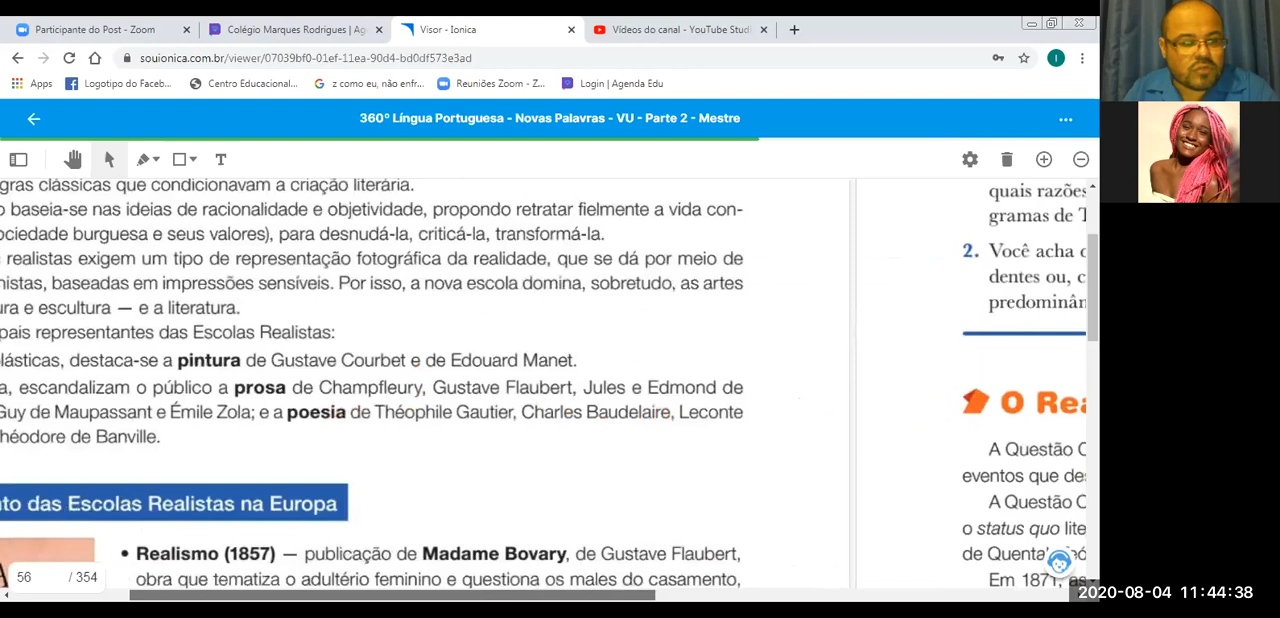 Participante do Post - Zoom
Colégio Marques Rodrigues | Ag
Visor - Ionica
Vídeos do canal - YouTube Stud
souionica.com.br/viewer/07039bf0-01ef-11ea-90d4-bd0df573e3ad
I
Apps
Logotipo do Faceb...
Centro Educacional...
z como eu, não enfr...
Reuniões Zoom - Z...
Login | Agenda Edu
360º Língua Portuguesa - Novas Palavras - VU - Parte 2 - Mestre
T
gras clássicas que condicionavam a criação literária.
o baseia-se nas ideias de racionalidade e objetividade, propondo retratar fielmente a vida con-
ociedade burguesa e seus valores), para desnudá-la, criticá-la, transformá-la.
realistas exigem um tipo de representação fotográfica da realidade, que se dá por meio de
nistas, baseadas em impressões sensíveis. Por isso, a nova escola domina, sobretudo, as artes
ura e escultura — e a literatura.
pais representantes das Escolas Realistas:
lásticas, destaca-se a pintura de Gustave Courbet e de Edouard Manet.
a, escandalizam o público a prosa de Champfleury, Gustave Flaubert, Jules e Edmond de
Guy de Maupassant e Émile Zola; e a poesia de Théophile Gautier, Charles Baudelaire, Leconte
héodore de Banville.
nto das Escolas Realistas na Europa
• Realismo (1857) — publicação de Madame Bovary, de Gustave Flaubert,
obra que tematiza o adultério feminino e questiona os males do casamento,
A
56 / 354
quais razões
gramas de T
2. Você acha
dentes ou, c
predominân
O Rea
A Questão C
eventos que de
A Questão C
o status quo lite
de Quental
Em 1871, as
2020-08-04 11:44:38